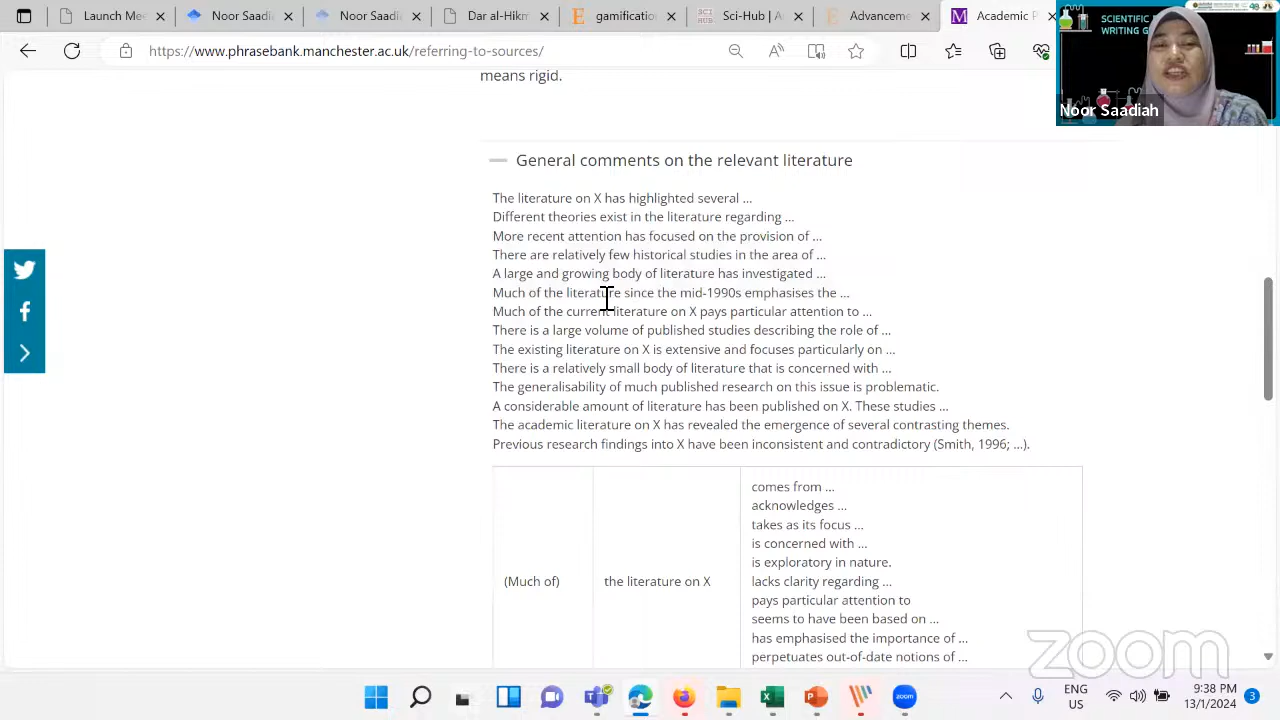 Launch Me
Noor Saadia
gamificati
SCI HUB
Sci-Hu
Advance
M
Academic P
https://www.phrasebank.manchester.ac.uk/referring-to-sources/
SCIENTIFIC
WRITING G
Noor Saadiah
means rigid.
General comments on the relevant literature
The literature on X has highlighted several ...
Different theories exist in the literature regarding ...
More recent attention has focused on the provision of ...
There are relatively few historical studies in the area of ...
A large and growing body of literature has investigated ...
Much of the literature since the mid-1990s emphasises the ...
Much of the current literature on X pays particular attention to ...
There is a large volume of published studies describing the role of ...
The existing literature on X is extensive and focuses particularly on ...
There is a relatively small body of literature that is concerned with ...
The generalisability of much published research on this issue is problematic.
A considerable amount of literature has been published on X. These studies ...
The academic literature on X has revealed the emergence of several contrasting themes.
Previous research findings into X have been inconsistent and contradictory (Smith, 1996; ...).
(Much of)
the literature on X
comes from ...
acknowledges ...
takes as its focus ...
is concerned with ...
is exploratory in nature.
lacks clarity regarding ...
pays particular attention to
seems to have been based on ...
has emphasised the importance of ...
perpetuates out-of-date notions of ...
zoom
zoom
ENG
US
9:38 PM
13/1/2024
3